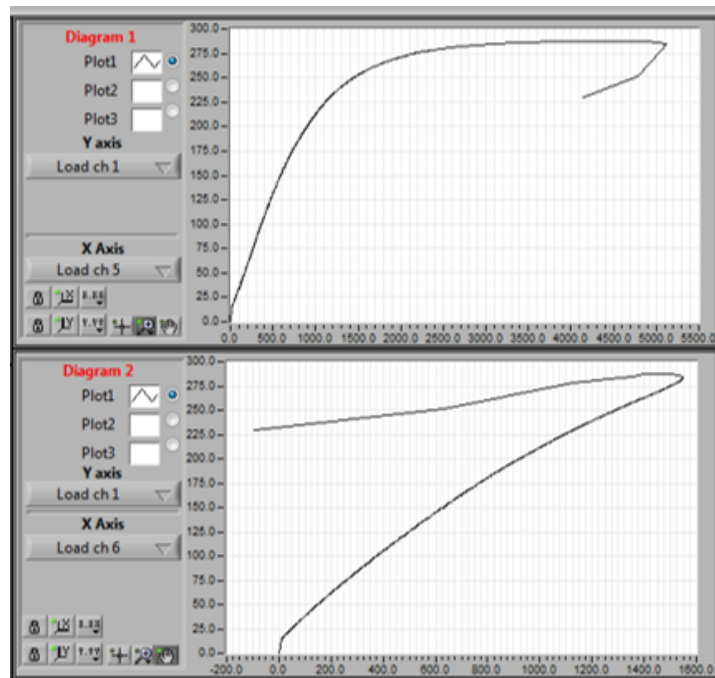 Diagram 1
Plot1
Plot2
Plot3
Y axis
Load ch 1
X Axis
Load ch 5
X.XX
Y.YY
300.0
275.0
250.0
225.0
200.0
175.0
150.0
125.0
100.0
75.0
50.0
25.0
0.0
0.0 500.0 1000.0 1500.0 2000.0 2500.0 3000.0 3500.0 4000.0 4500.0 5000.0 5500.0
Diagram 2
Plot1
Plot2
Plot3
Y axis
Load ch 1
X Axis
Load ch 6
X.XX
Y.YY
300.0
275.0
250.0
225.0
200.0
175.0
150.0
125.0
100.0
75.0
50.0
25.0
0.0
-200.0 0.0 200.0 400.0 600.0 800.0 1000.0 1200.0 1400.0 1600.0